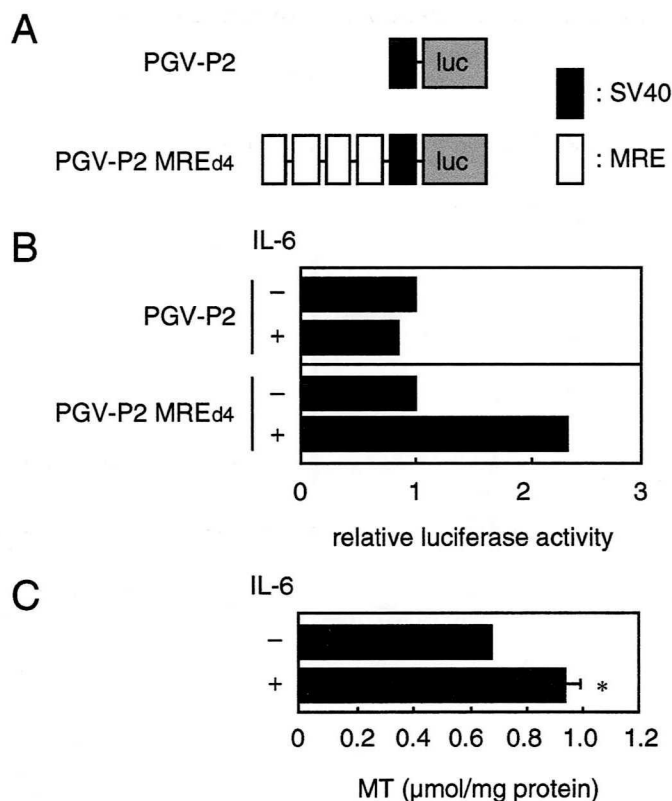 A
PGV-P2
luc
: SV40
PGV-P2 MREd4
luc
: MRE
B
IL-6
PGV-P2
−
+
PGV-P2 MREd4
−
+
0 1 2 3
relative luciferase activity
C
IL-6
−
+
*
0 0.2 0.4 0.6 0.8 1.0 1.2
MT (µmol/mg protein)